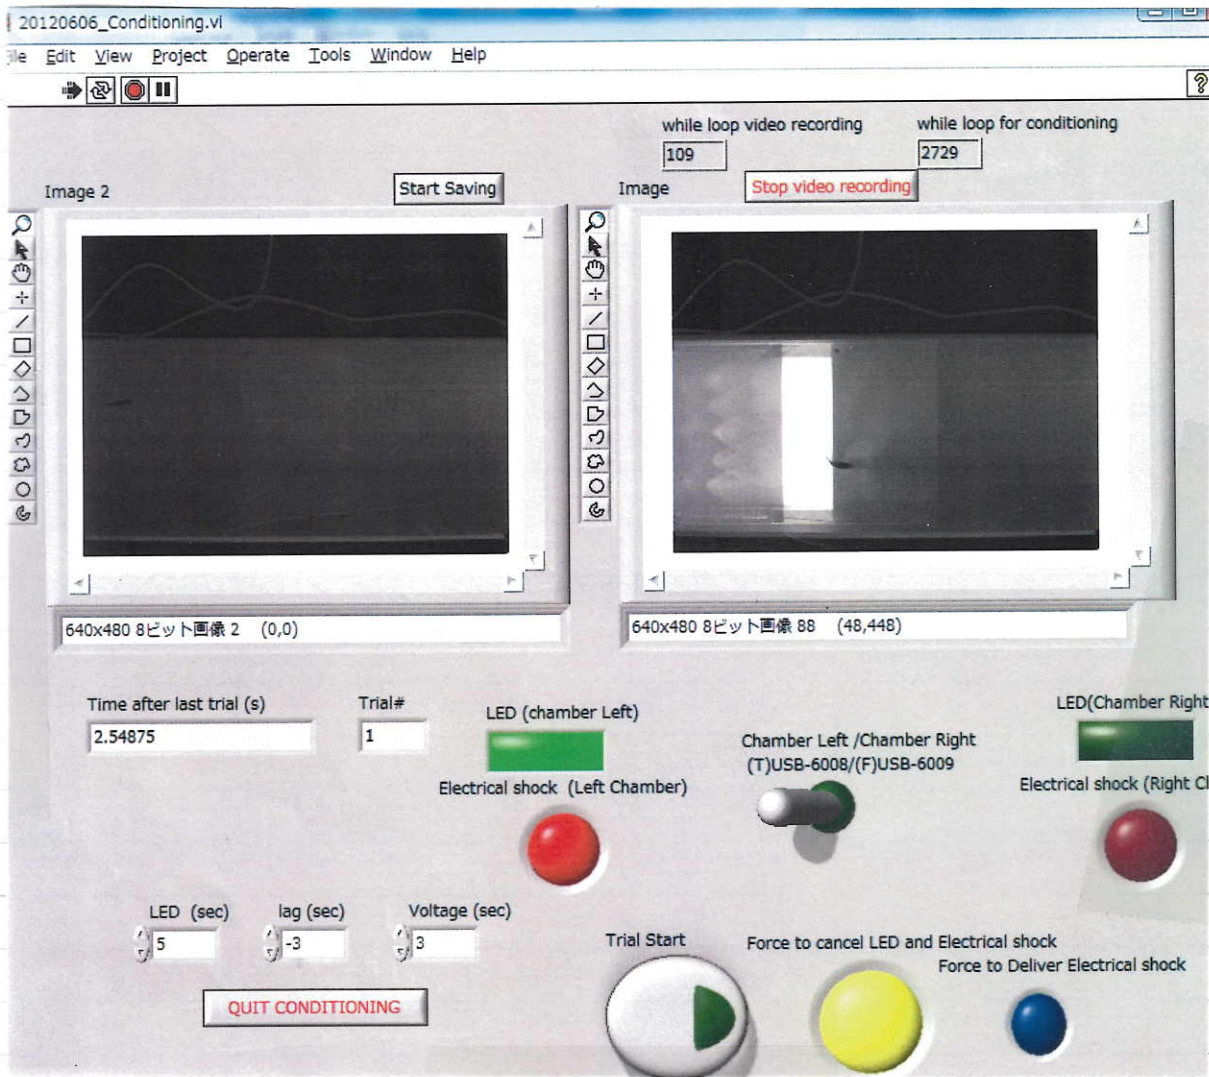 20120606_Conditioning.vi
File Edit View Project Operate Tools Window Help
while loop video recording while loop for conditioning
109 2729
Image 2 Start Saving Image Stop video recording
640x480 8ビット画像 2 (0,0) 640x480 8ビット画像 88 (48,448)
Time after last trial (s) Trial# LED (chamber Left) LED(Chamber Right
2.54875 1
Chamber Left /Chamber Right
(T)USB-6008/(F)USB-6009
Electrical shock (Left Chamber) Electrical shock (Right C
LED (sec) lag (sec) Voltage (sec)
5 -3 3
Trial Start Force to cancel LED and Electrical shock
Force to Deliver Electrical shock
QUIT CONDITIONING